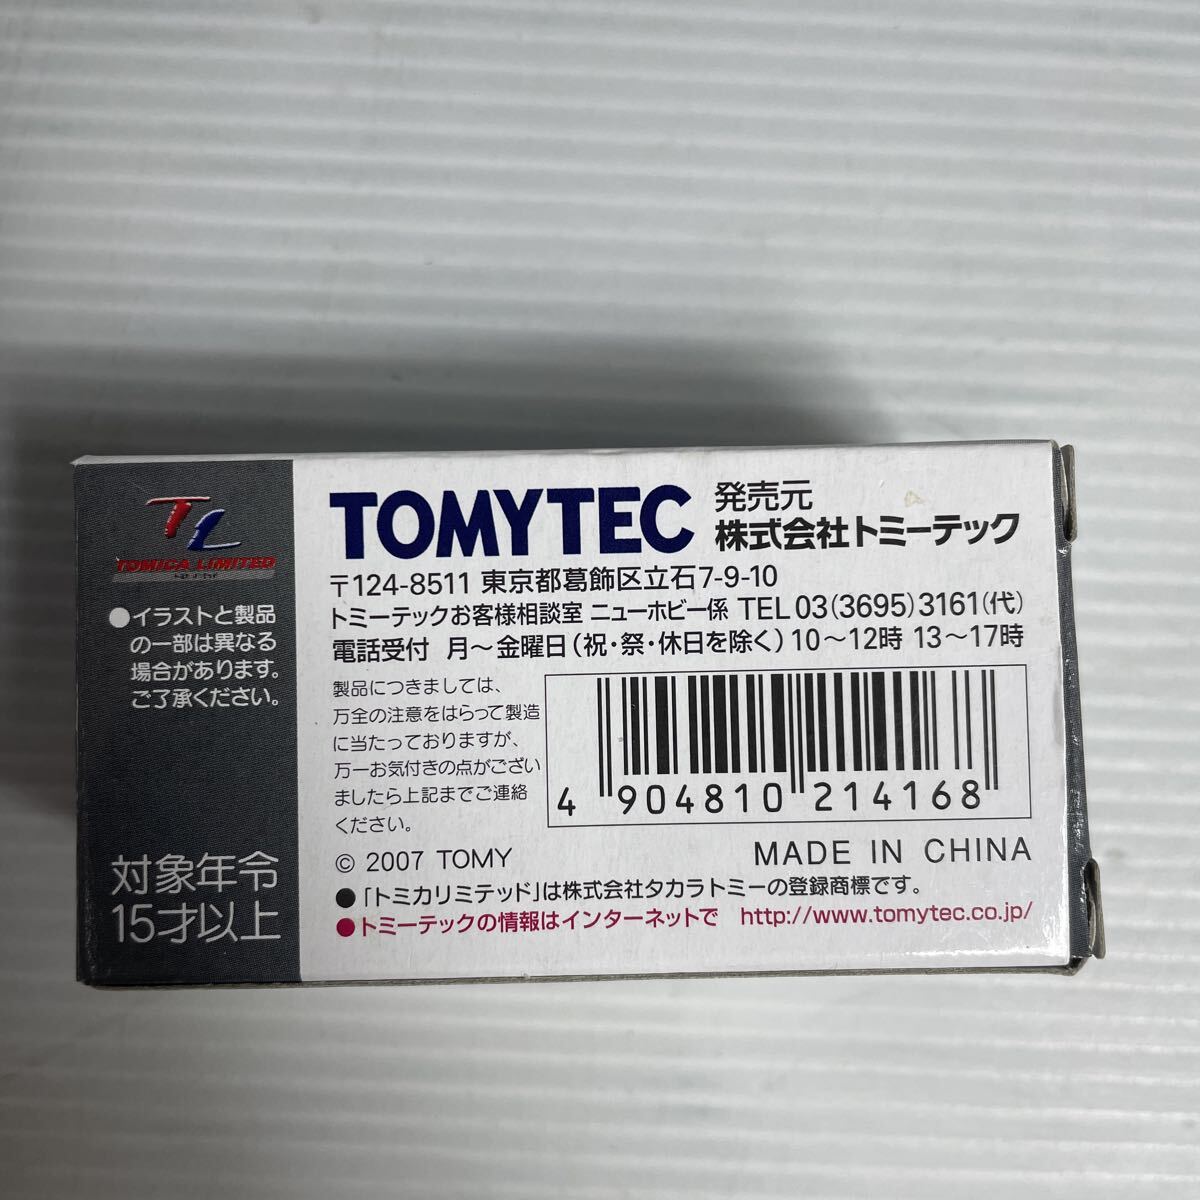 TL
TOMICA LIMITED
●イラストと製品
の一部は異なる
場合があります。
ご了承ください。
対象年令
15才以上
TOMYTEC
発売元
株式会社トミーテック
〒124-8511 東京都葛飾区立石7-9-10
トミーテックお客様相談室 ニューホビー係 TEL 03(3695)3161(代)
電話受付 月〜金曜日(祝・祭・休日を除く)10〜12時 13〜17時
製品につきましては、
万全の注意をはらって製造
に当たっておりますが、
万一お気付きの点がござい
ましたら上記までご連絡
ください。
4 904810 214168
© 2007 TOMY
MADE IN CHINA
●「トミカリミテッド」は株式会社タカラトミーの登録商標です。
●トミーテックの情報はインターネットで http://www.tomytec.co.jp/